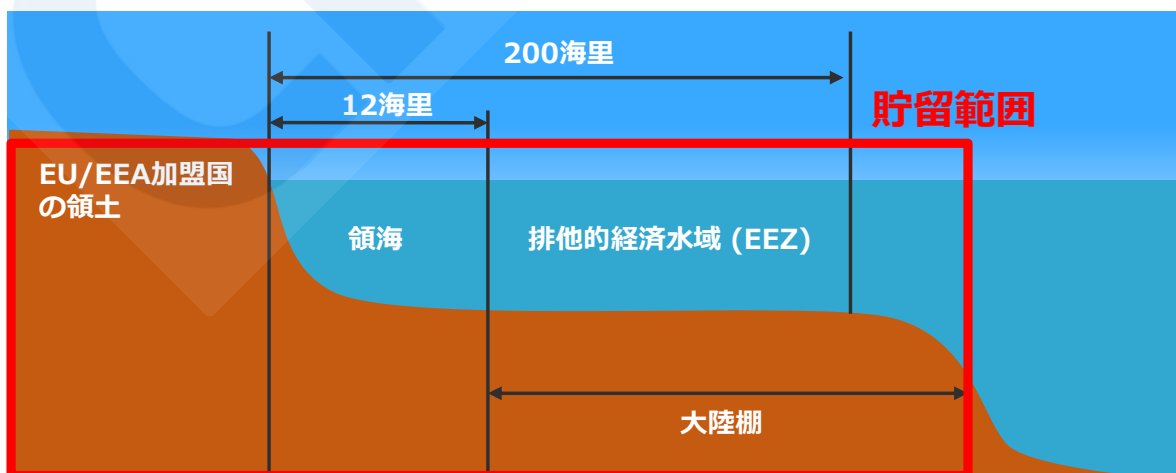 200海里
12海里
貯留範囲
EU/EEA加盟国
の領土
領海
排他的経済水域 (EEZ)
大陸棚